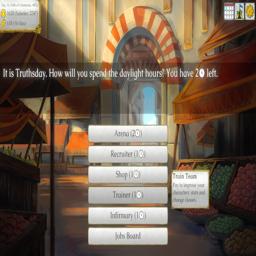 It is Truthsday. How will you spend the daylight hours? You have 2 left.
Arena (2)
Recruiter (1)
Shop (1)
Trainer (1)
Infirmary (1)
Jobs Board
Train Team
Pay to improve your
characters' stats and
change classes.